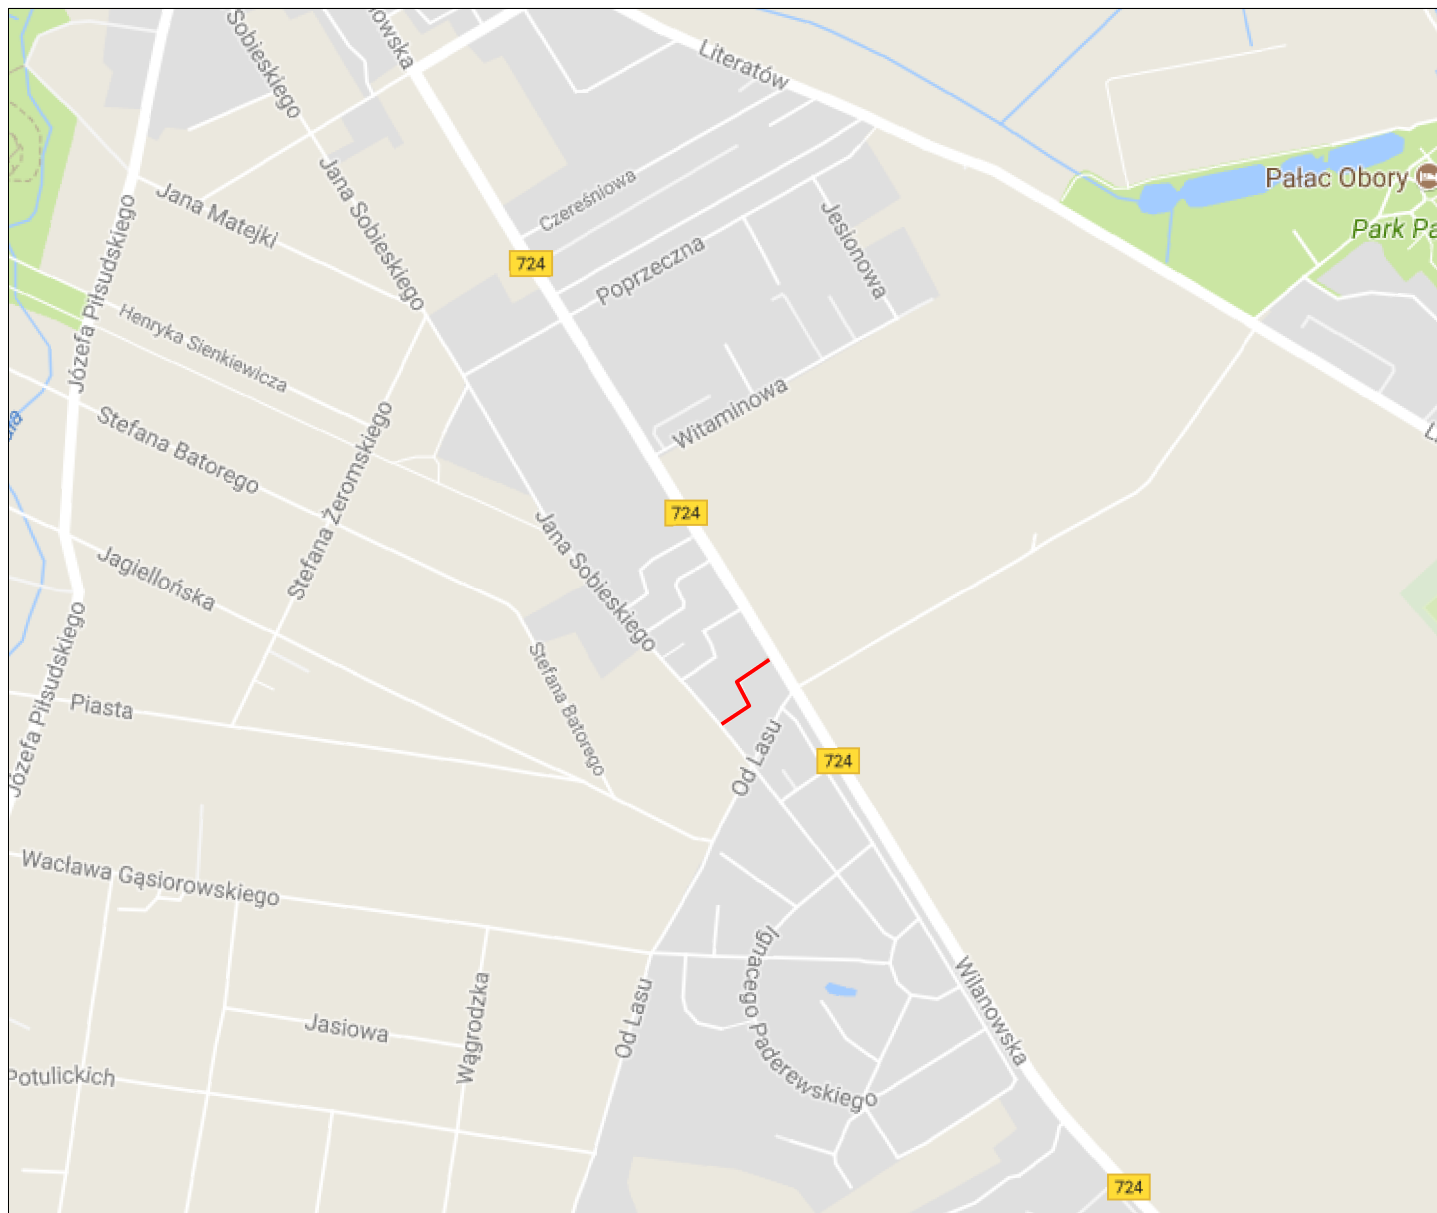 Sobieskiego
owska
Literatów
Pałac Obory
Park Pa
Czereśniowa
Jana Matejki
Jana Sobieskiego
Józefa Piłsudskiego
Jesionowa
724
Poprzeczna
Henryka Sienkiewicza
Witaminowa
Stefana Batorego
Stefana Żeromskiego
724
Jana Sobieskiego
Jagiellońska
Józefa Piłsudskiego
Stefana Batorego
Piasta
Od Lasu
724
Wacława Gąsiorowskiego
Ignacego Paderewskiego
Wilanowska
Wągrodzka
Od Lasu
Jasiowa
Potulickich
724